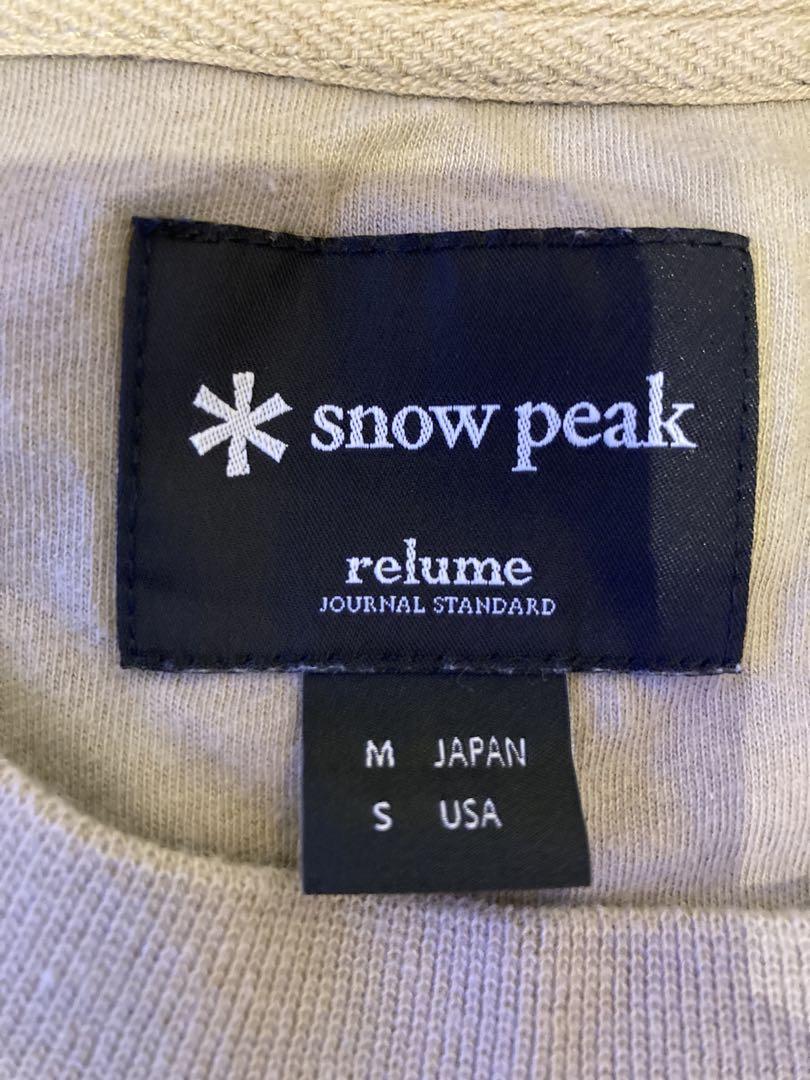 snow peak
relume
JOURNAL STANDARD
M JAPAN
S USA